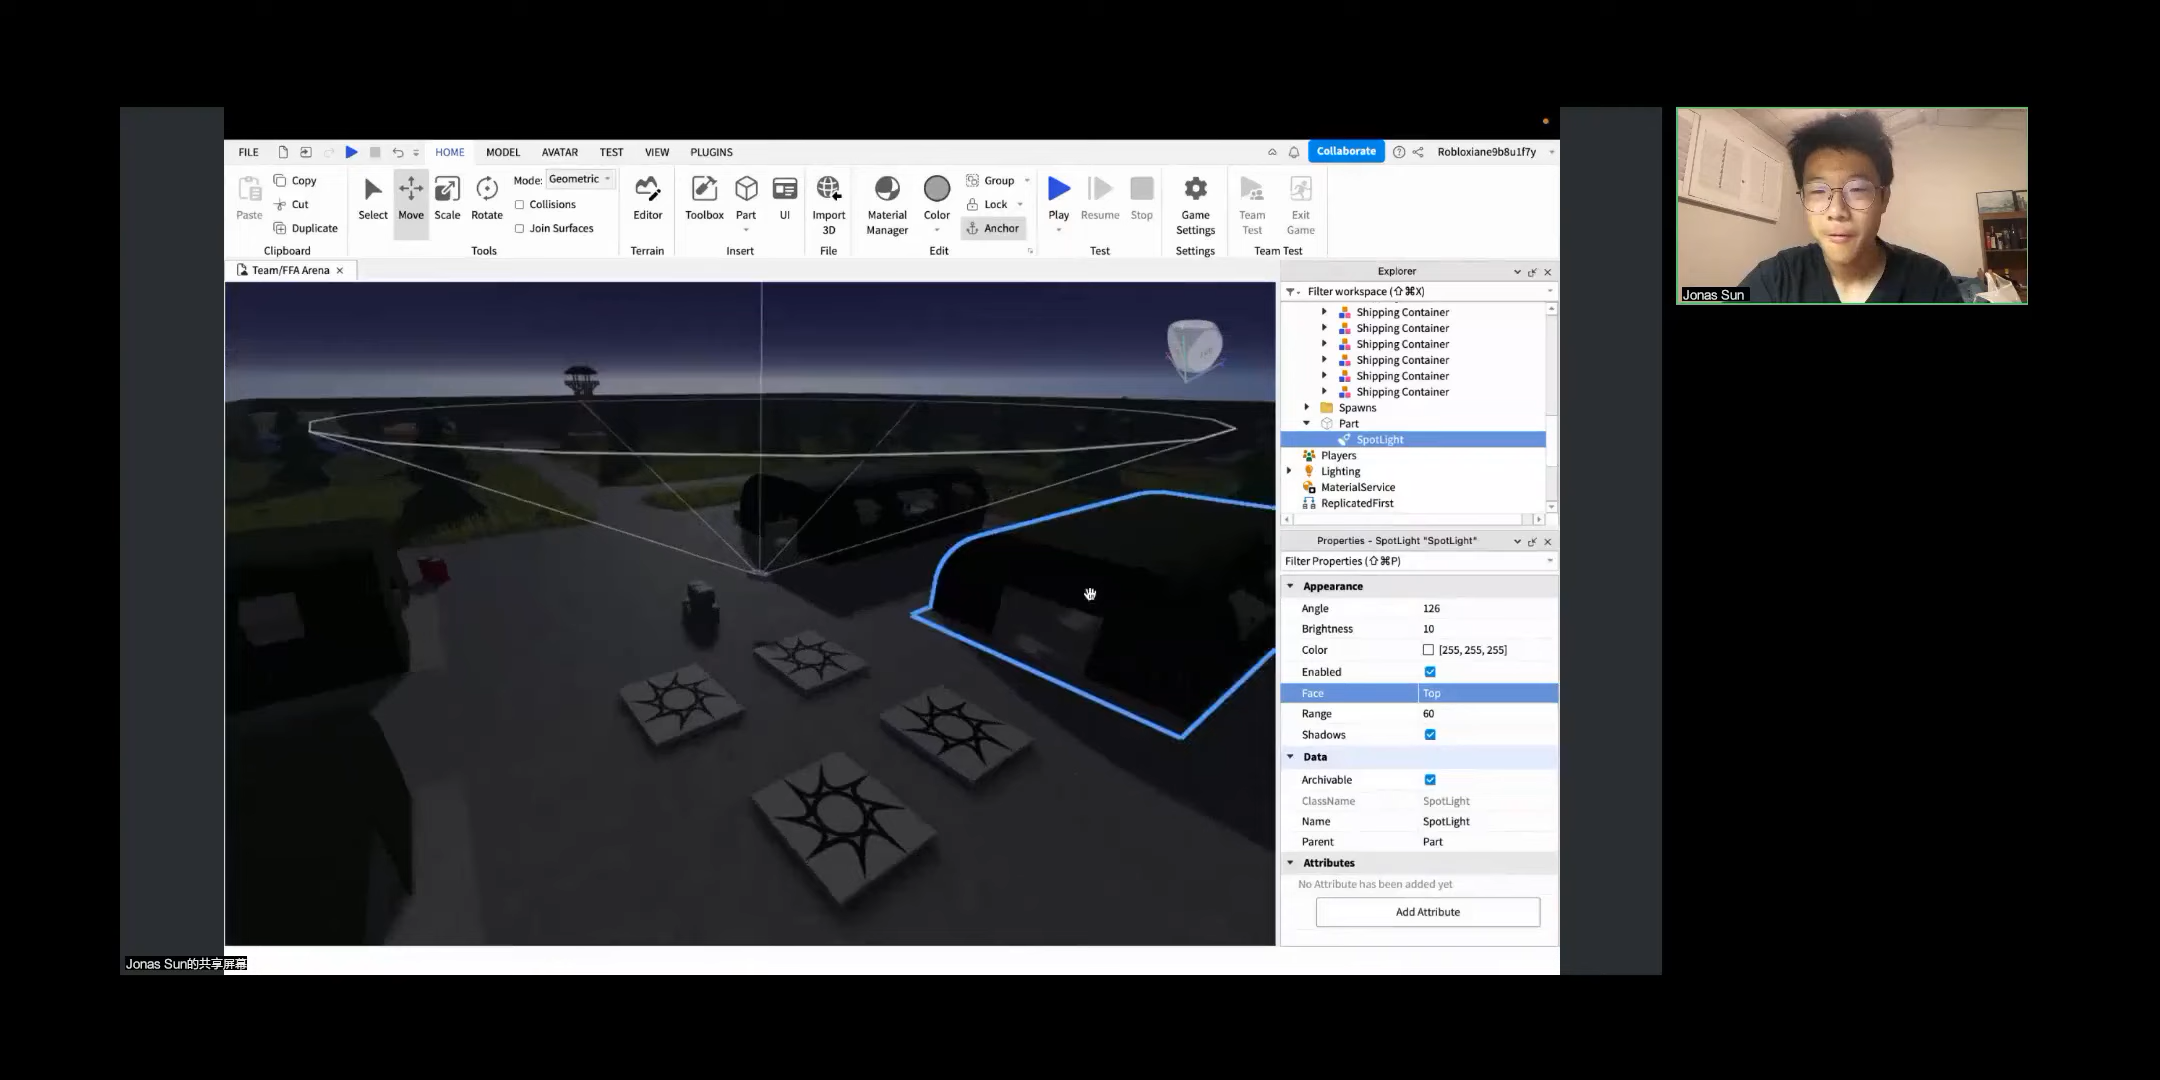 FILE HOME MODEL AVATAR TEST VIEW PLUGINS Collaborate Robloxiane9b8u1f7y
Paste Copy Cut Duplicate
Clipboard
Select Move Scale Rotate
Mode: Geometric
Collisions
Join Surfaces
Tools
Editor
Terrain
Toolbox Part UI
Insert
Import 3D
File
Material Manager
Color
Group
Lock
Anchor
Edit
Play Resume Stop
Test
Game Settings
Settings
Team Test
Exit Game
Team Test
Team/FFA Arena
Explorer
Filter workspace (⇧⌘X)
Shipping Container
Shipping Container
Shipping Container
Shipping Container
Shipping Container
Shipping Container
Spawns
Part
SpotLight
Players
Lighting
MaterialService
ReplicatedFirst
Properties - SpotLight "SpotLight"
Filter Properties (⇧⌘P)
Appearance
Angle 126
Brightness 10
Color [255, 255, 255]
Enabled
Face Top
Range 60
Shadows
Data
Archivable
ClassName SpotLight
Name SpotLight
Parent Part
Attributes
No Attribute has been added yet
Add Attribute
Jonas Sun
Jonas Sun的共享屏幕